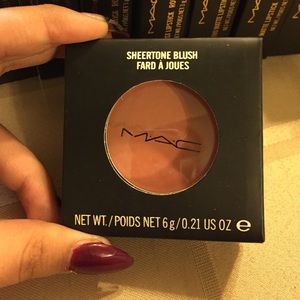 SHEERTONE BLUSH
FARD À JOUES
MAC
NET WT./POIDS NET 6 g/0.21 US OZ e